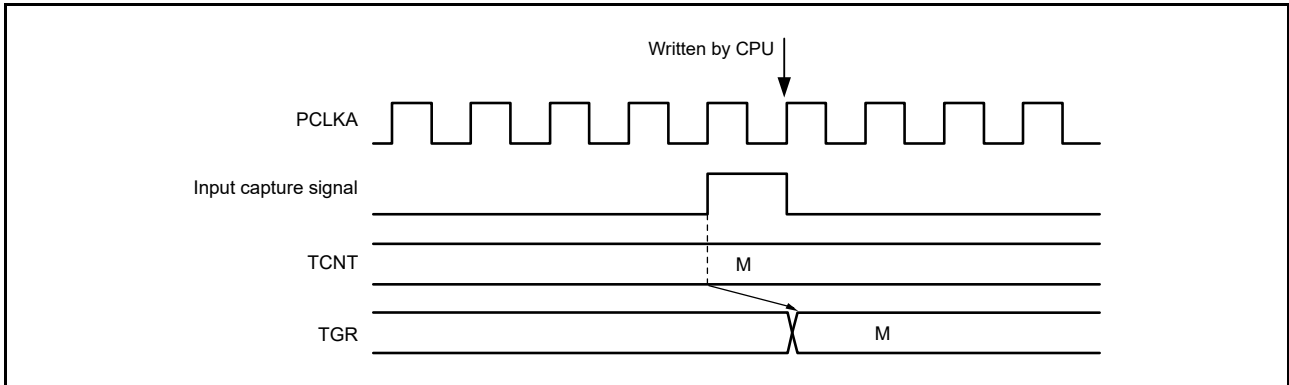 Written by CPU
PCLKA
Input capture signal
TCNT
M
TGR
M